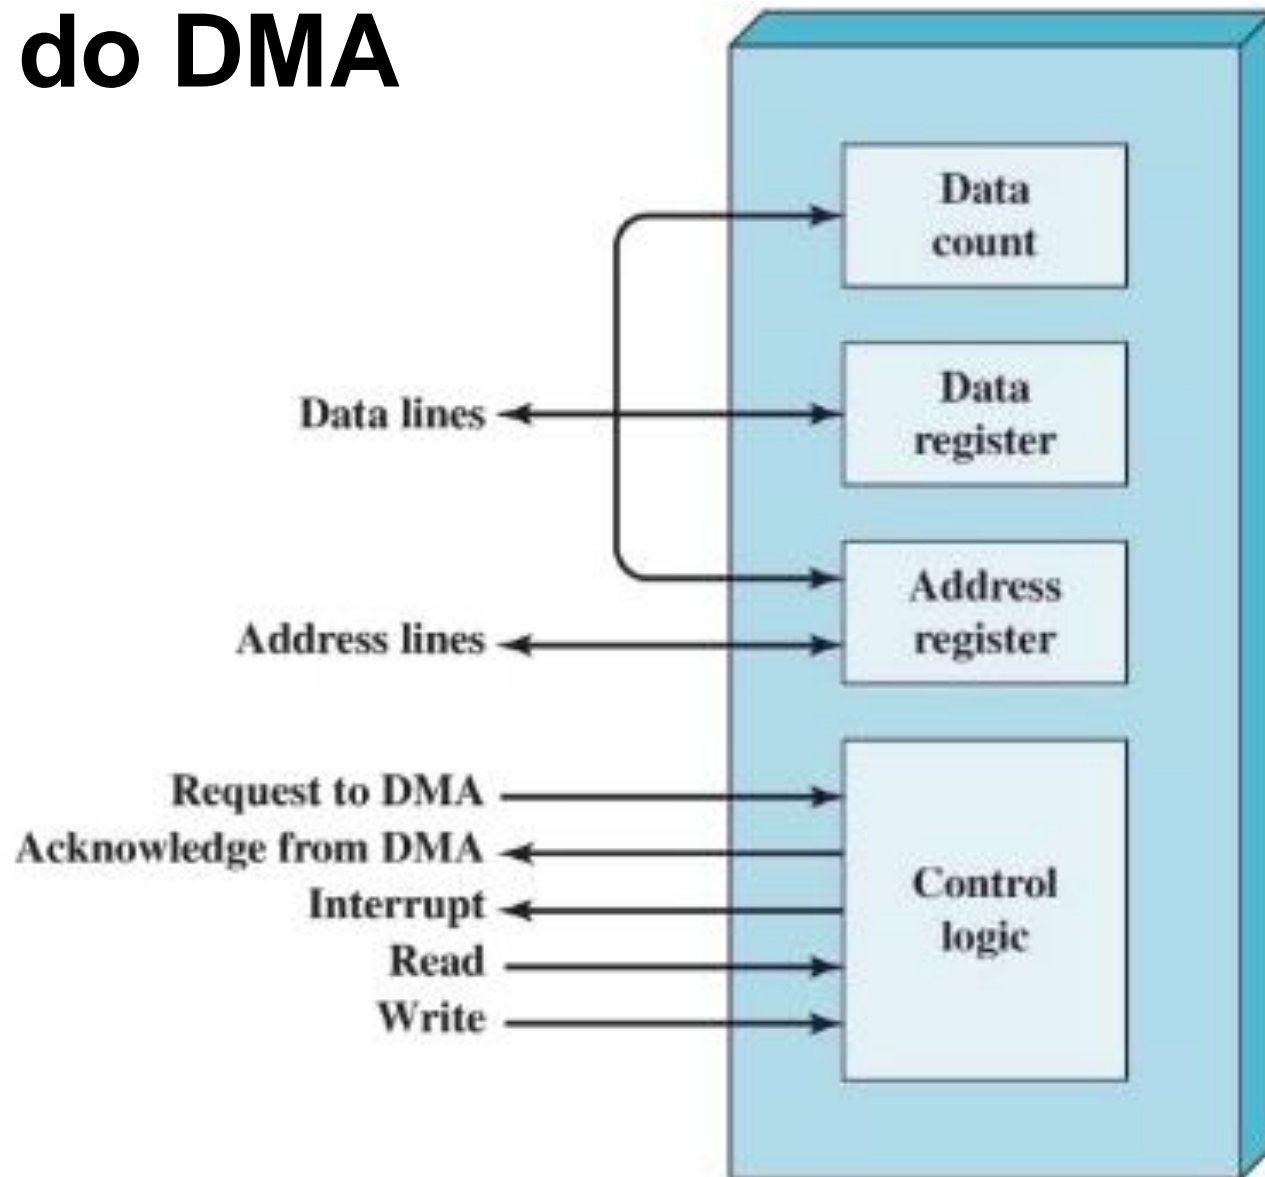 do DMA
Data
count
Data lines
Data
register
Address
register
Address lines
Request to DMA
Acknowledge from DMA
Interrupt
Read
Write
Control
logic